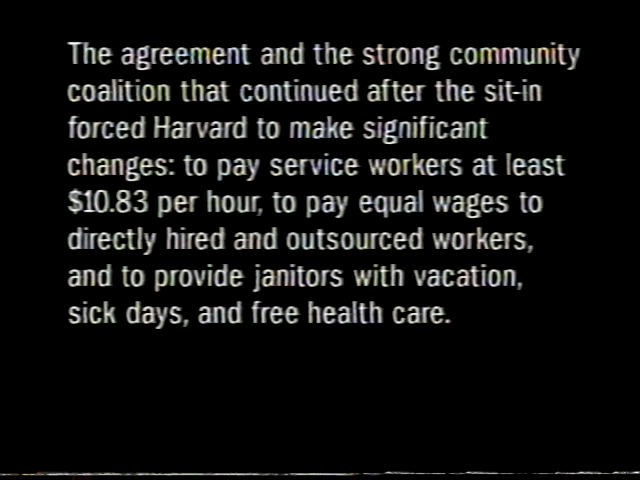 The agreement and the strong community
coalition that continued after the sit-in
forced Harvard to make significant
changes: to pay service workers at least
$10.83 per hour, to pay equal wages to
directly hired and outsourced workers,
and to provide janitors with vacation,
sick days, and free health care.